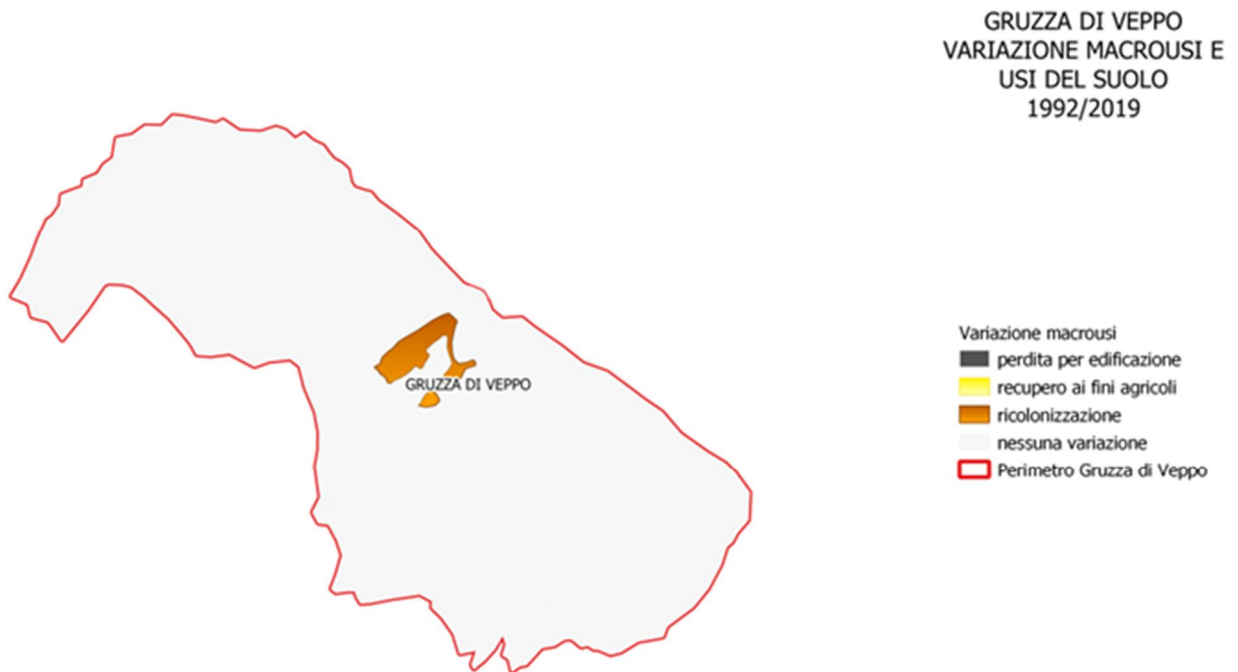 GRUZZA DI VEPPO
VARIAZIONE MACROUSI E
USI DEL SUOLO
1992/2019
GRUZZA DI VEPPO
Variazione macrousi
perdita per edificazione
recupero ai fini agricoli
ricolonizzazione
nessuna variazione
Perimetro Gruzza di Veppo